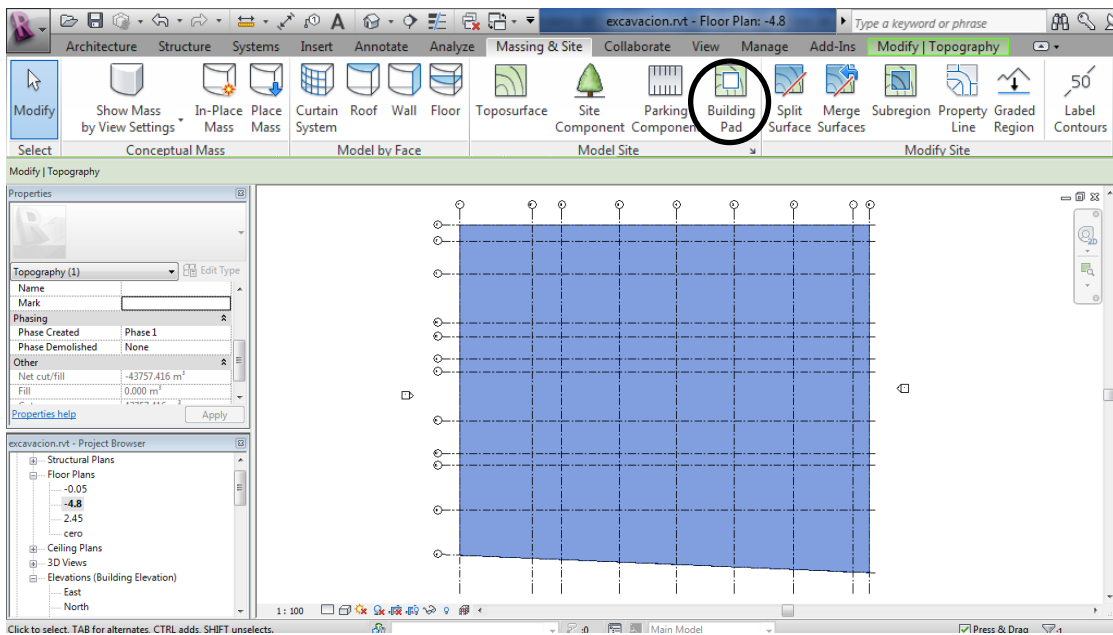 excavacion.rvt - Floor Plan: -4.8
Type a keyword or phrase
Architecture Structure Systems Insert Annotate Analyze Massing & Site Collaborate View Manage Add-Ins Modify | Topography
Modify
Show Mass by View Settings
In-Place Mass
Place Mass
Curtain System
Roof
Wall
Floor
Toposurface
Site Component
Parking Component
Building Pad
Split Surface
Merge Surfaces
Subregion
Property Line
Graded Region
50
Label Contours
Select Conceptual Mass Model by Face Model Site Modify Site
Modify | Topography
Properties
Topography (1) Edit Type
Name
Mark
Phasing
Phase Created Phase 1
Phase Demolished None
Other
Net cut/fill -43757.416 m³
Fill 0.000 m³
Properties help Apply
excavacion.rvt - Project Browser
Structural Plans
Floor Plans
-0.05
-4.8
2.45
cero
Ceiling Plans
3D Views
Elevations (Building Elevation)
East
North
2D
1 : 100
Click to select, TAB for alternates, CTRL adds, SHIFT unselects.
:0
Main Model
Press & Drag
:1